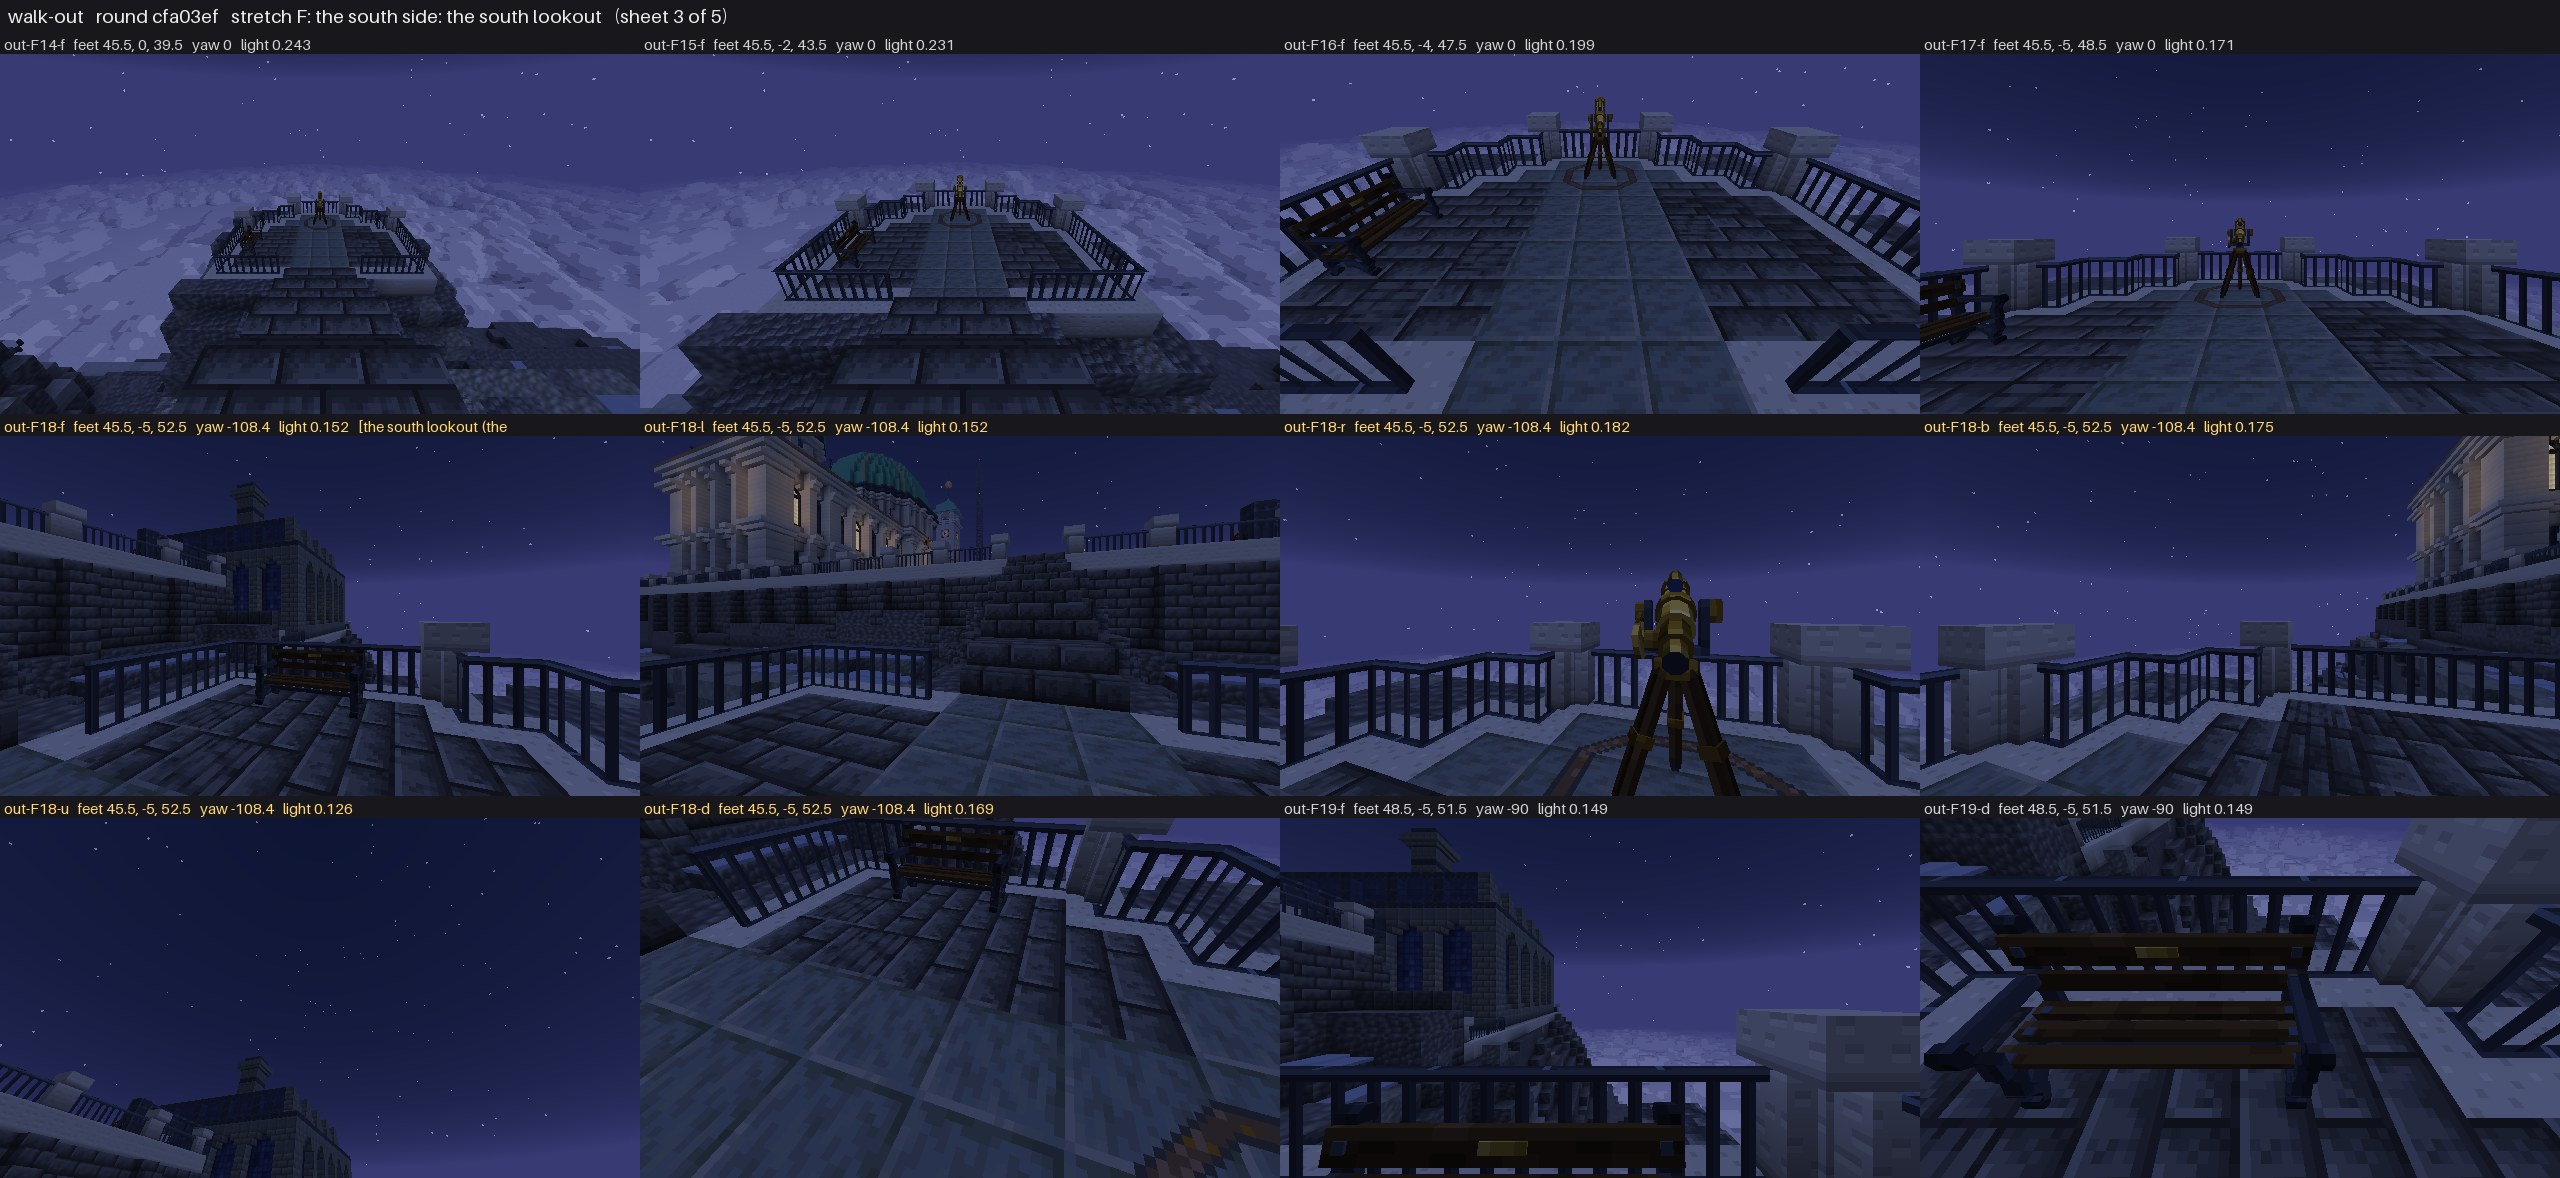 walk-out round cfa03ef stretch F: the south side: the south lookout (sheet 3 of 5)
out-F14-f feet 45.5, 0, 39.5 yaw 0 light 0.243
out-F15-f feet 45.5, -2, 43.5 yaw 0 light 0.231
out-F16-f feet 45.5, -4, 47.5 yaw 0 light 0.199
out-F17-f feet 45.5, -5, 48.5 yaw 0 light 0.171
out-F18-f feet 45.5, -5, 52.5 yaw -108.4 light 0.152 [the south lookout (the
out-F18-l feet 45.5, -5, 52.5 yaw -108.4 light 0.152
out-F18-r feet 45.5, -5, 52.5 yaw -108.4 light 0.182
out-F18-b feet 45.5, -5, 52.5 yaw -108.4 light 0.175
out-F18-u feet 45.5, -5, 52.5 yaw -108.4 light 0.126
out-F18-d feet 45.5, -5, 52.5 yaw -108.4 light 0.169
out-F19-f feet 48.5, -5, 51.5 yaw -90 light 0.149
out-F19-d feet 48.5, -5, 51.5 yaw -90 light 0.149